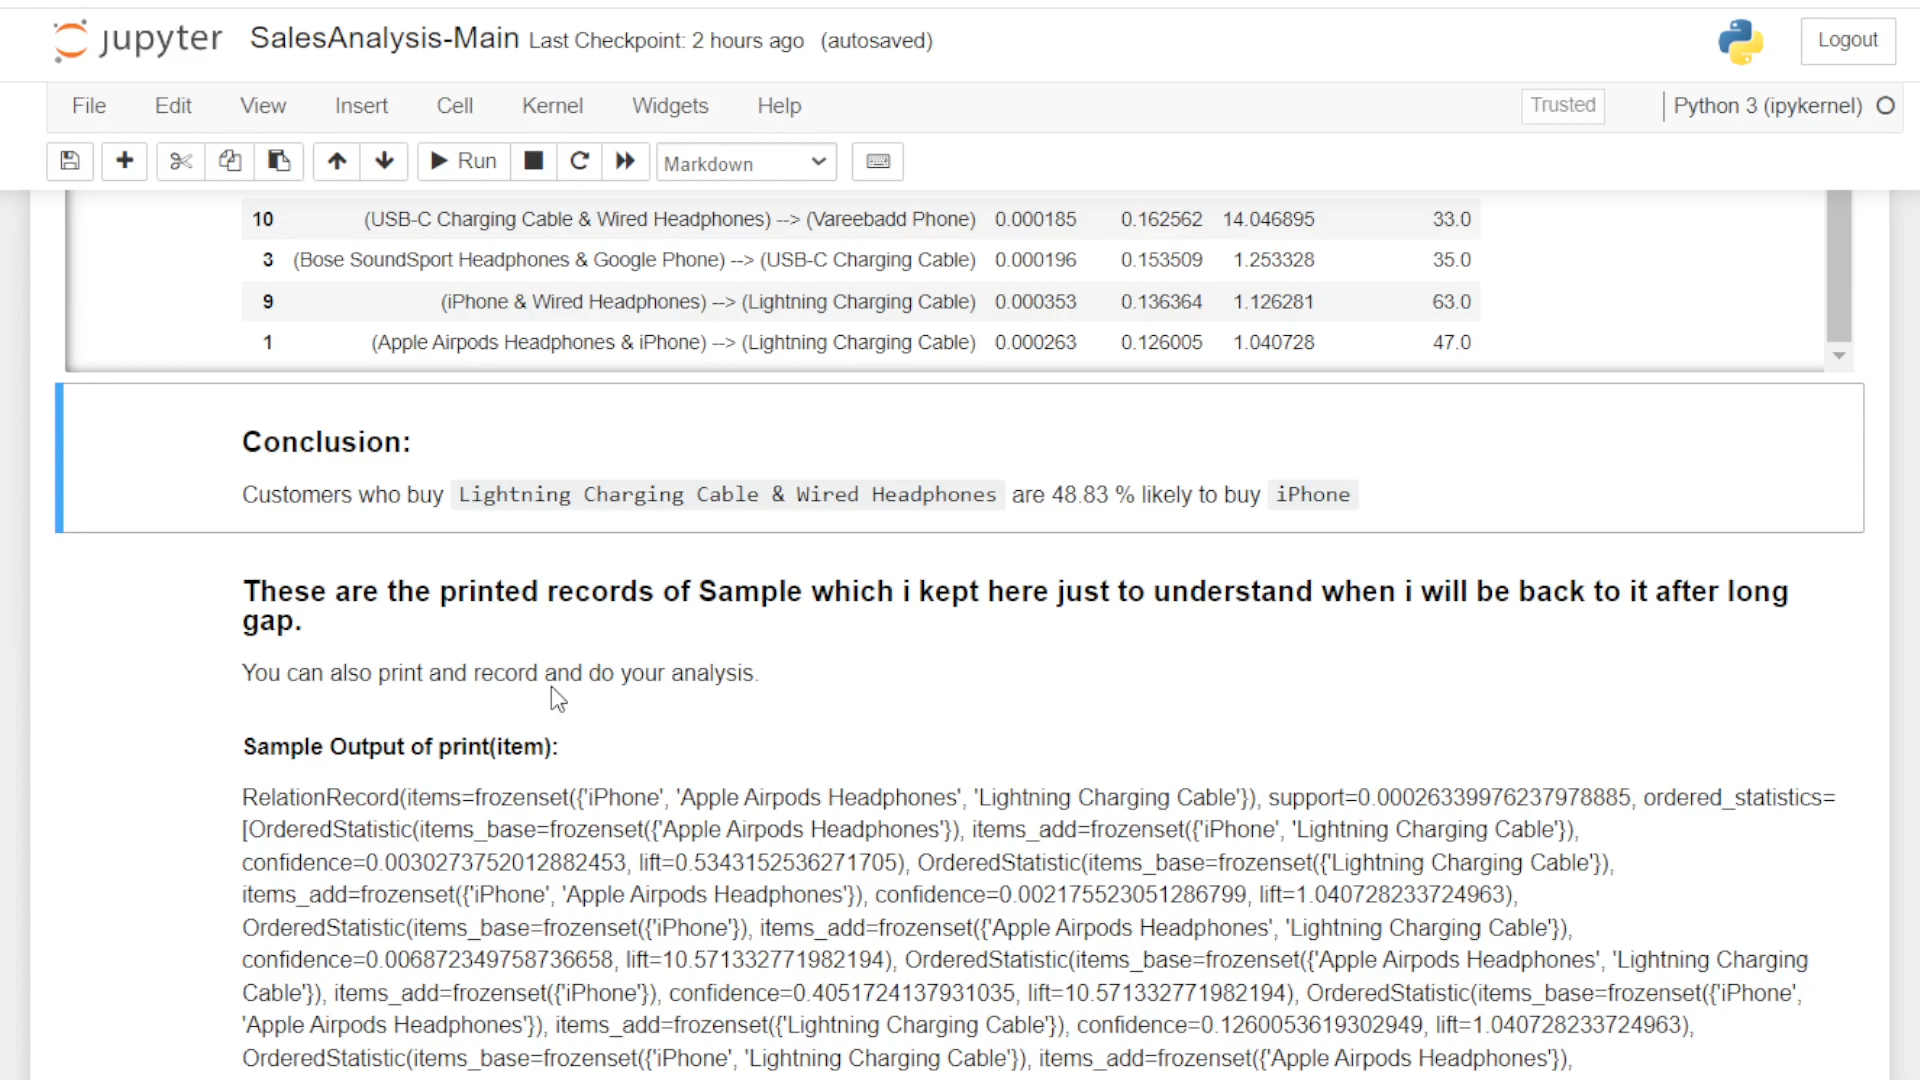 jupyter SalesAnalysis-Main Last Checkpoint: 2 hours ago (autosaved) Logout
File Edit View Insert Cell Kernel Widgets Help Trusted Python 3 (ipykernel)
Run Markdown
10 (USB-C Charging Cable & Wired Headphones) --> (Vareebadd Phone) 0.000185 0.162562 14.046895 33.0
3 (Bose SoundSport Headphones & Google Phone) --> (USB-C Charging Cable) 0.000196 0.153509 1.253328 35.0
9 (iPhone & Wired Headphones) --> (Lightning Charging Cable) 0.000353 0.136364 1.126281 63.0
1 (Apple Airpods Headphones & iPhone) --> (Lightning Charging Cable) 0.000263 0.126005 1.040728 47.0
Conclusion:
Customers who buy Lightning Charging Cable & Wired Headphones are 48.83 % likely to buy iPhone
These are the printed records of Sample which i kept here just to understand when i will be back to it after long
gap.
You can also print and record and do your analysis.
Sample Output of print(item):
RelationRecord(items=frozenset({'iPhone', 'Apple Airpods Headphones', 'Lightning Charging Cable'}), support=0.00026339976237978885, ordered_statistics=
[OrderedStatistic(items_base=frozenset({'Apple Airpods Headphones'}), items_add=frozenset({'iPhone', 'Lightning Charging Cable'}),
confidence=0.0030273752012882453, lift=0.5343152536271705), OrderedStatistic(items_base=frozenset({'Lightning Charging Cable'}),
items_add=frozenset({'iPhone', 'Apple Airpods Headphones'}), confidence=0.002175523051286799, lift=1.040728233724963),
OrderedStatistic(items_base=frozenset({'iPhone'}), items_add=frozenset({'Apple Airpods Headphones', 'Lightning Charging Cable'}),
confidence=0.006872349758736658, lift=10.571332771982194), OrderedStatistic(items_base=frozenset({'Apple Airpods Headphones', 'Lightning Charging
Cable'}), items_add=frozenset({'iPhone'}), confidence=0.4051724137931035, lift=10.571332771982194), OrderedStatistic(items_base=frozenset({'iPhone',
'Apple Airpods Headphones'}), items_add=frozenset({'Lightning Charging Cable'}), confidence=0.1260053619302949, lift=1.040728233724963),
OrderedStatistic(items_base=frozenset({'iPhone', 'Lightning Charging Cable'}), items_add=frozenset({'Apple Airpods Headphones'}),